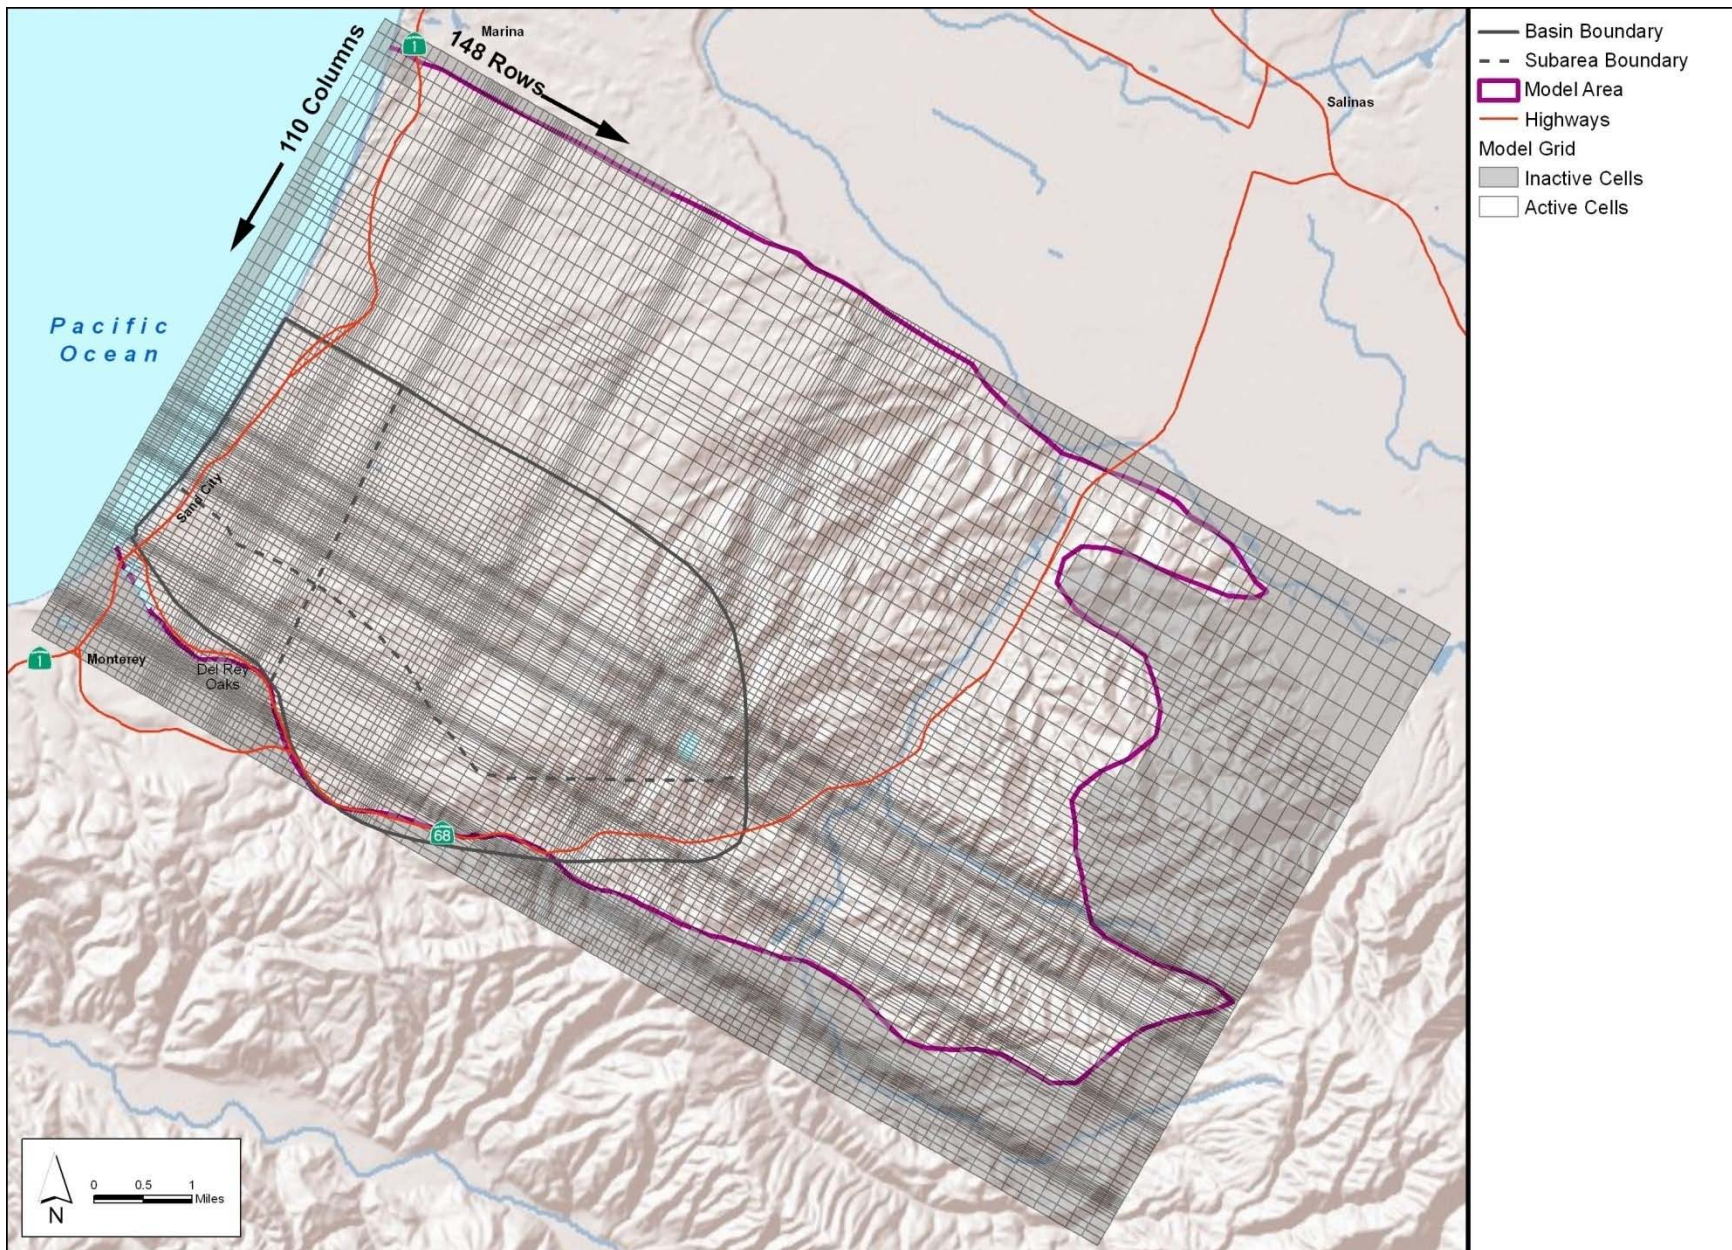 Marina
1
148 Rows
110 Columns
Salinas
Pacific
Ocean
Sand City
Monterey
1
Del Rey
Oaks
68
N
0 0.5 1
Miles
Basin Boundary
Subarea Boundary
Model Area
Highways
Model Grid
Inactive Cells
Active Cells